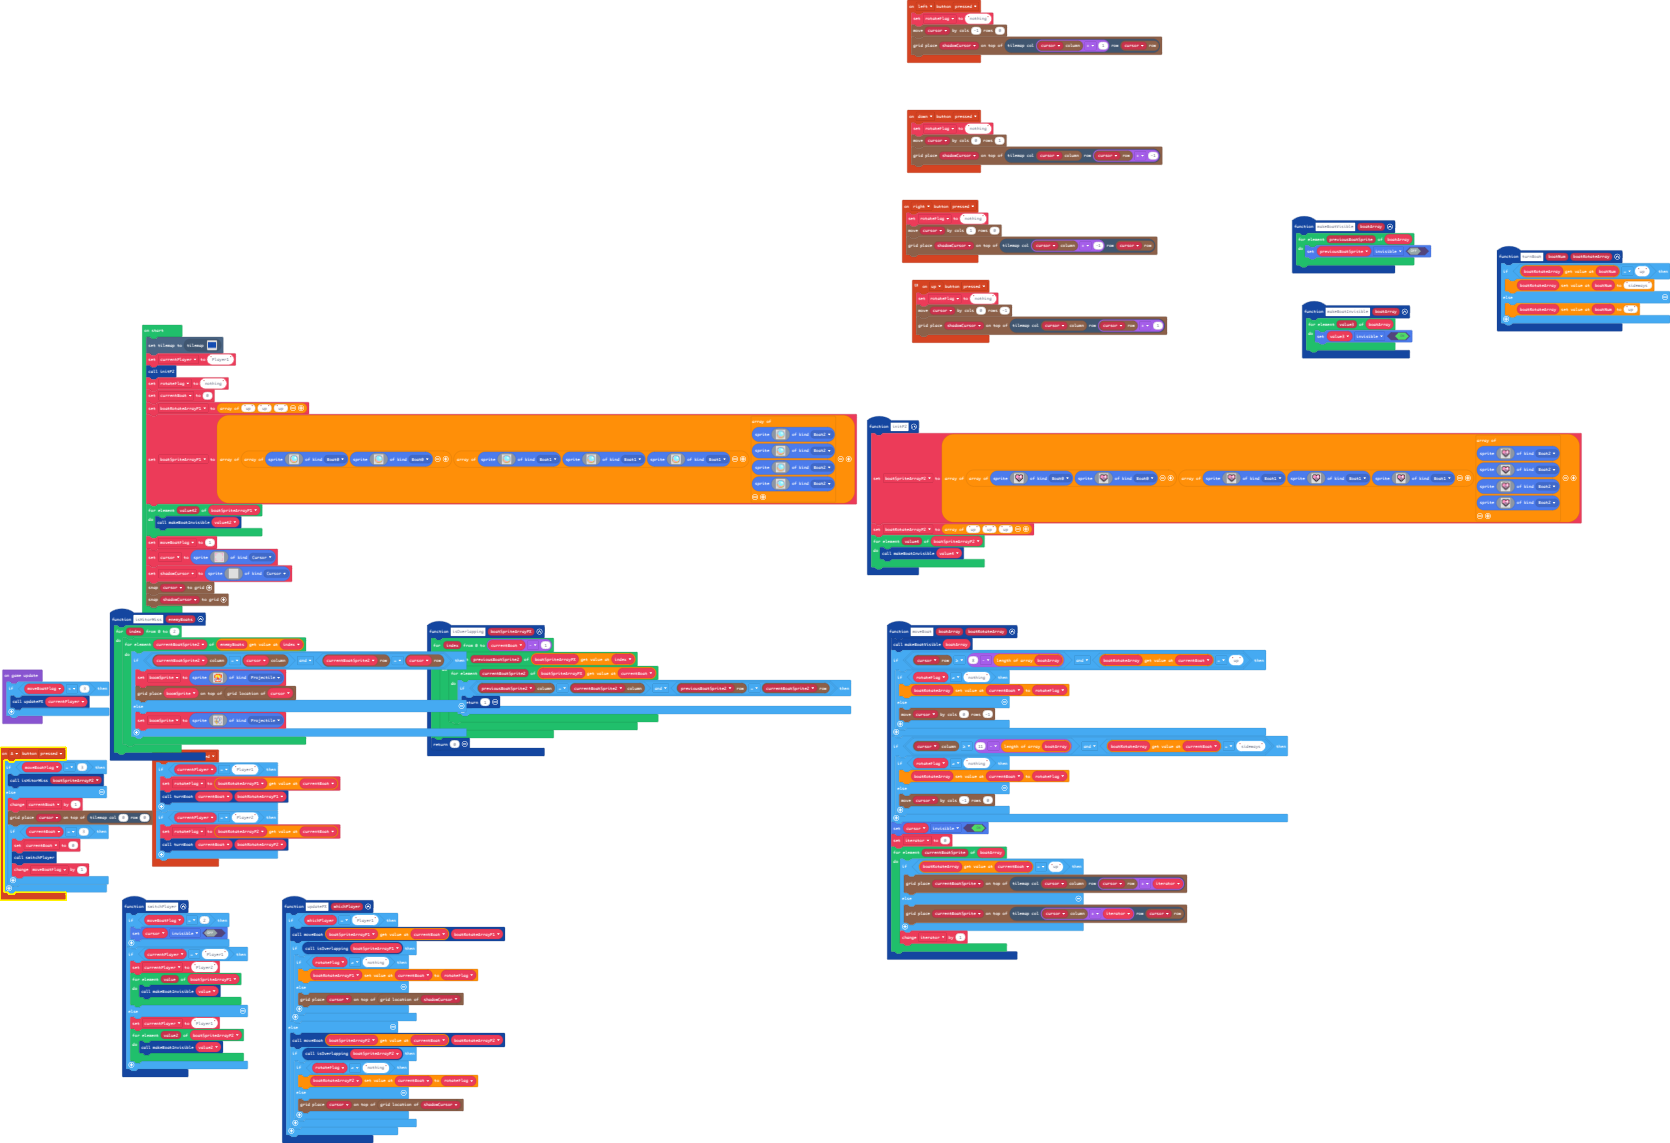 on left button pressed
set rotateFlag to nothing
move cursor by cols -1 rows 0
grid place shadowCursor on top of tilemap col cursor column + 1 row cursor row
on down button pressed
set rotateFlag to nothing
move cursor by cols 0 rows 1
grid place shadowCursor on top of tilemap col cursor column row cursor row + -1
on right button pressed
set rotateFlag to nothing
move cursor by cols 1 rows 0
grid place shadowCursor on top of tilemap col cursor column + -1 row cursor row
on up button pressed
set rotateFlag to nothing
move cursor by cols 0 rows -1
grid place shadowCursor on top of tilemap col cursor column row cursor row + 1
function makeBoatVisible boatArray
for element previousBoatSprite of boatArray
do set previousBoatSprite invisible
function makeBoatInvisible boatArray
for element value3 of boatArray
do set value3 invisible
function turnBoat boatNum boatRotateArray
if boatRotateArray get value at boatNum = up then
boatRotateArray set value at boatNum to sideways
else
boatRotateArray set value at boatNum to up
on start
set tilemap to tilemap
set currentPlayer to Player1
call initP2
set rotateFlag to nothing
set currentBoat to 0
set boatRotateArrayP1 to array of up up up
set boatSpriteArrayP1 to array of array of sprite of kind Boat0 sprite of kind Boat0 array of sprite of kind Boat1 sprite of kind Boat1 sprite of kind Boat1
array of
sprite of kind Boat2
sprite of kind Boat2
sprite of kind Boat2
sprite of kind Boat2
for element value42 of boatSpriteArrayP1
do call makeBoatInvisible value42
set moveBoatFlag to 1
set cursor to sprite of kind Cursor
set shadowCursor to sprite of kind Cursor
snap cursor to grid
snap shadowCursor to grid
function initP2
set boatSpriteArrayP2 to array of array of sprite of kind Boat0 sprite of kind Boat0 array of sprite of kind Boat1 sprite of kind Boat1 sprite of kind Boat1
array of
sprite of kind Boat2
sprite of kind Boat2
sprite of kind Boat2
sprite of kind Boat2
set boatRotateArrayP2 to array of up up up
for element value4 of boatSpriteArrayP2
do call makeBoatInvisible value4
function isHitorMiss enemyBoats
for index from 0 to 2
do for element currentBoatSprite2 of enemyBoats get value at index
do if currentBoatSprite2 column = cursor column and currentBoatSprite2 row = cursor row then
set boomSprite to sprite of kind Projectile
grid place boomSprite on top of grid location of cursor
else
set boomSprite to sprite of kind Projectile
function isOverlapping boatSpriteArrayP1
for index from 0 to currentBoat - 1
previousBoatSprite2 of boatSpriteArrayP1 get value at index
for element currentBoatSprite2 of boatSpriteArrayP1 get value at currentBoat
do if previousBoatSprite2 column = currentBoatSprite2 column and previousBoatSprite2 row = currentBoatSprite2 row then
return 1
return 0
on game update
if moveBoatFlag then
call updatePX currentPlayer
on A button pressed
if moveBoatFlag then
call isHitorMiss boatSpriteArrayP2
else
change currentBoat by 1
grid place cursor on top of tilemap col 0 row 0
if currentBoat = 3 then
set currentBoat to 0
call switchPlayer
change moveBoatFlag by 1
if currentPlayer = Player1 then
set rotateFlag to boatRotateArrayP1 get value at currentBoat
call turnBoat currentBoat boatRotateArrayP1
if currentPlayer = Player2 then
set rotateFlag to boatRotateArrayP2 get value at currentBoat
call turnBoat currentBoat boatRotateArrayP2
function moveBoat boatArray boatRotateArray
call makeBoatVisible boatArray
if cursor row - length of array boatArray and boatRotateArray get value at currentBoat = up then
if rotateFlag = nothing then
boatRotateArray set value at currentBoat to rotateFlag
else
move cursor by cols 0 rows -1
if cursor column - length of array boatArray and boatRotateArray get value at currentBoat = sideways then
if rotateFlag = nothing then
boatRotateArray set value at currentBoat to rotateFlag
else
move cursor by cols -1 rows 0
set cursor invisible
set iterator to 0
for element currentBoatSprite of boatArray
do if boatRotateArray get value at currentBoat = up then
grid place currentBoatSprite on top of tilemap col cursor column row cursor row + iterator
else
grid place currentBoatSprite on top of tilemap col cursor column + iterator row cursor row
change iterator by 1
function switchPlayer
if moveBoatFlag = 2 then
set cursor invisible
if currentPlayer = Player1 then
set currentPlayer to Player2
for element value of boatSpriteArrayP1
do call makeBoatInvisible value
else
set currentPlayer to Player1
for element value2 of boatSpriteArrayP2
do call makeBoatInvisible value2
function updatePX whichPlayer
if whichPlayer = Player1 then
call moveBoat boatSpriteArrayP1 get value at currentBoat boatRotateArrayP1
if call isOverlapping boatSpriteArrayP1 then
if rotateFlag nothing then
boatRotateArrayP1 set value at currentBoat to rotateFlag
else
grid place cursor on top of grid location of shadowCursor
else
call moveBoat boatSpriteArrayP2 get value at currentBoat boatRotateArrayP2
if call isOverlapping boatSpriteArrayP2 then
if rotateFlag nothing then
boatRotateArrayP2 set value at currentBoat to rotateFlag
else
grid place cursor on top of grid location of shadowCursor